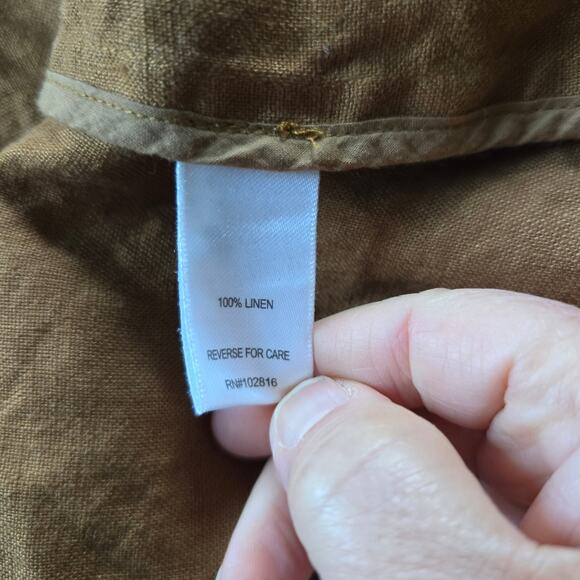 100% LINEN
REVERSE FOR CARE
RN#102816